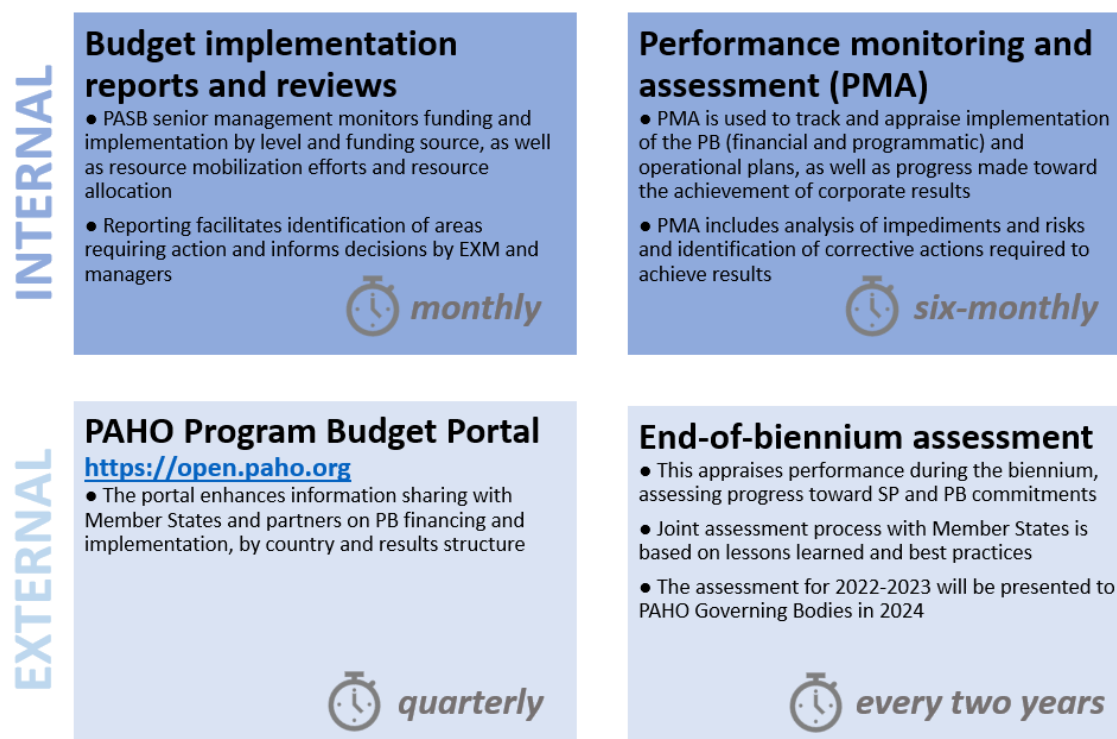 INTERNAL
Budget implementation
reports and reviews
● PASB senior management monitors funding and
implementation by level and funding source, as well
as resource mobilization efforts and resource
allocation
● Reporting facilitates identification of areas
requiring action and informs decisions by EXM and
managers
monthly
Performance monitoring and
assessment (PMA)
● PMA is used to track and appraise implementation
of the PB (financial and programmatic) and
operational plans, as well as progress made toward
the achievement of corporate results
● PMA includes analysis of impediments and risks
and identification of corrective actions required to
achieve results
six-monthly
EXTERNAL
PAHO Program Budget Portal
https://open.paho.org
● The portal enhances information sharing with
Member States and partners on PB financing and
implementation, by country and results structure
quarterly
End-of-biennium assessment
● This appraises performance during the biennium,
assessing progress toward SP and PB commitments
● Joint assessment process with Member States is
based on lessons learned and best practices
● The assessment for 2022-2023 will be presented to
PAHO Governing Bodies in 2024
every two years